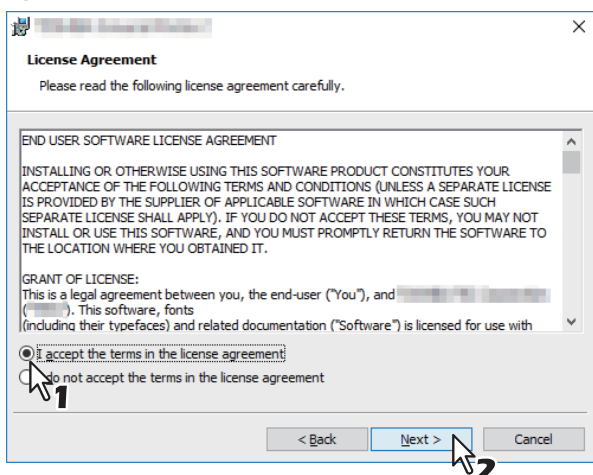 License Agreement
Please read the following license agreement carefully.
END USER SOFTWARE LICENSE AGREEMENT
INSTALLING OR OTHERWISE USING THIS SOFTWARE PRODUCT CONSTITUTES YOUR
ACCEPTANCE OF THE FOLLOWING TERMS AND CONDITIONS (UNLESS A SEPARATE LICENSE
IS PROVIDED BY THE SUPPLIER OF APPLICABLE SOFTWARE IN WHICH CASE SUCH
SEPARATE LICENSE SHALL APPLY). IF YOU DO NOT ACCEPT THESE TERMS, YOU MAY NOT
INSTALL OR USE THIS SOFTWARE, AND YOU MUST PROMPTLY RETURN THE SOFTWARE TO
THE LOCATION WHERE YOU OBTAINED IT.
GRANT OF LICENSE:
This is a legal agreement between you, the end-user ("You"), and
("     "). This software, fonts
(including their typefaces) and related documentation ("Software") is licensed for use with
I accept the terms in the license agreement
do not accept the terms in the license agreement
1
< Back Next > Cancel
2